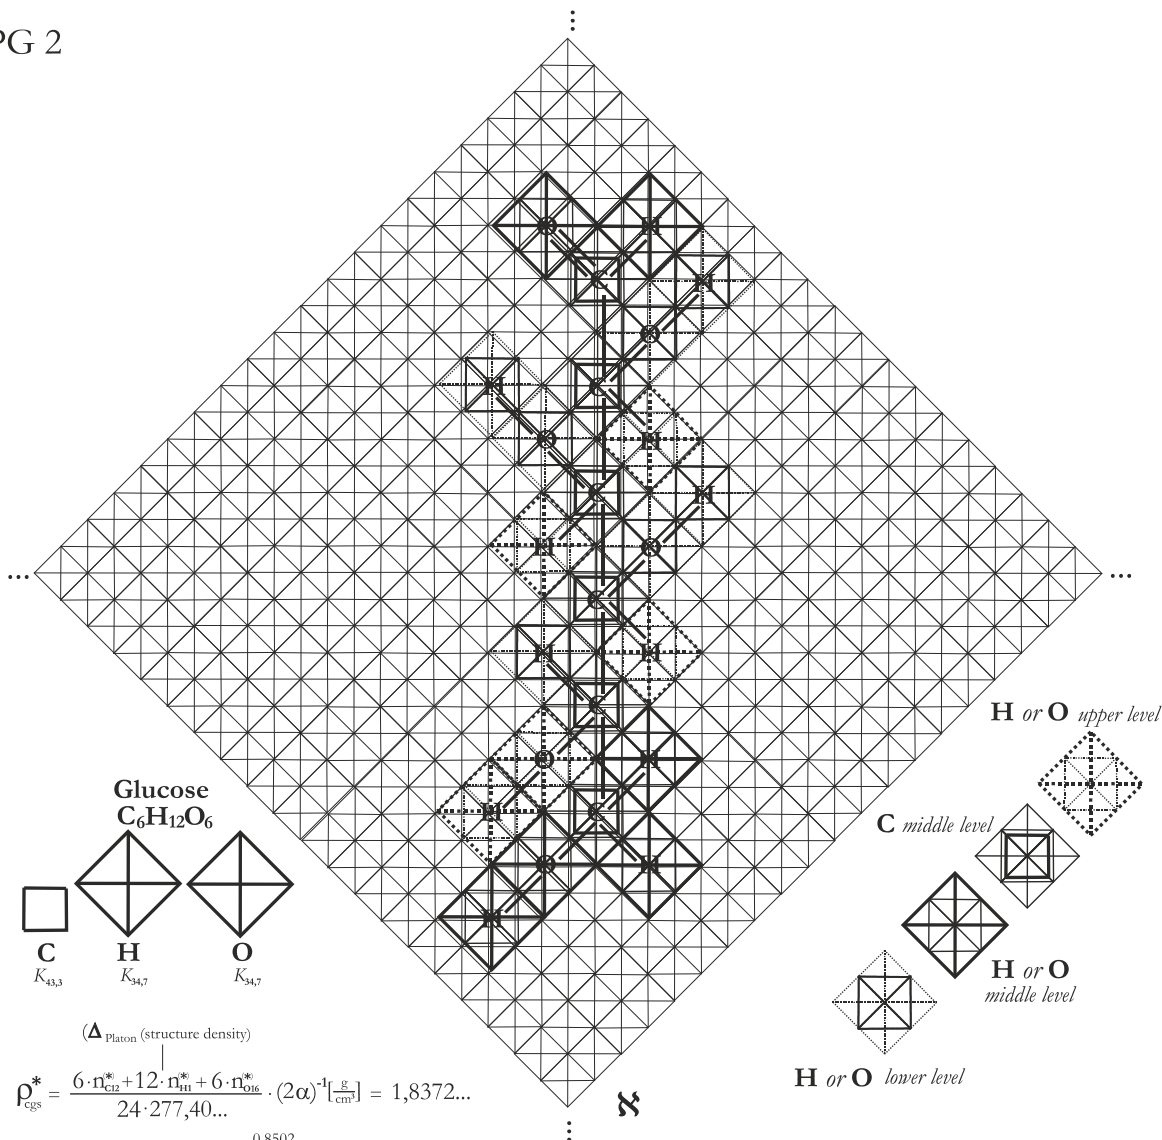 PG 2
O H
C H
O
C
H
O H
C H
H O
C
H H
C
O H
H C
O H
H
H or O upper level
C middle level
H or O
middle level
H or O lower level
Glucose
C₆H₁₂O₆
C H O
K₄₃,₃ K₃₄,₇ K₃₄,₇
(Δ Platon (structure density)
ρ*cgs = 6·n(*)C12 + 12·n(*)H1 + 6·n(*)O16 / 24·277,40... · (2α)⁻¹[g/cm³] = 1,8372...
ℵ
0,8502